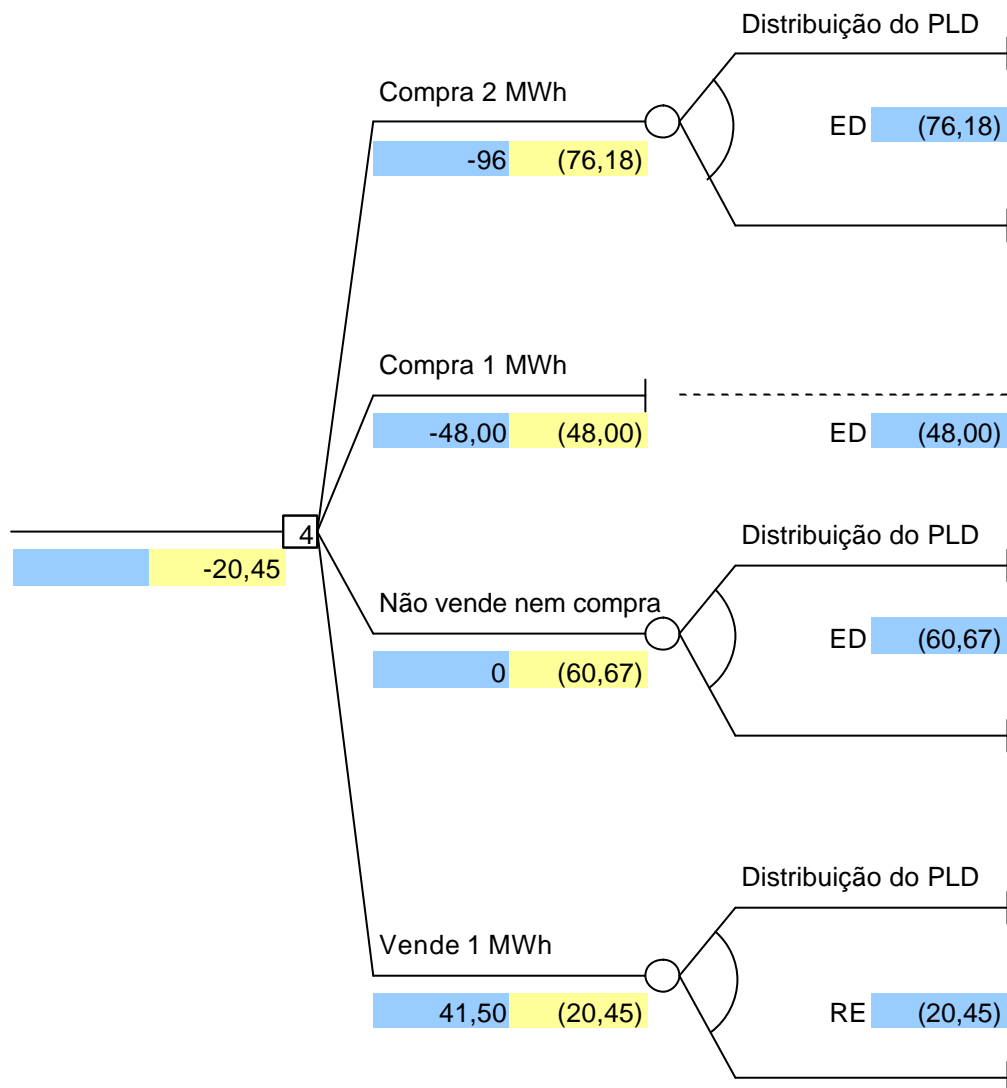 Distribuição do PLD
Compra 2 MWh
ED (76,18)
-96 (76,18)
Compra 1 MWh
-48,00 (48,00)
ED (48,00)
4
Distribuição do PLD
-20,45
Não vende nem compra
ED (60,67)
0 (60,67)
Distribuição do PLD
Vende 1 MWh
41,50 (20,45)
RE (20,45)